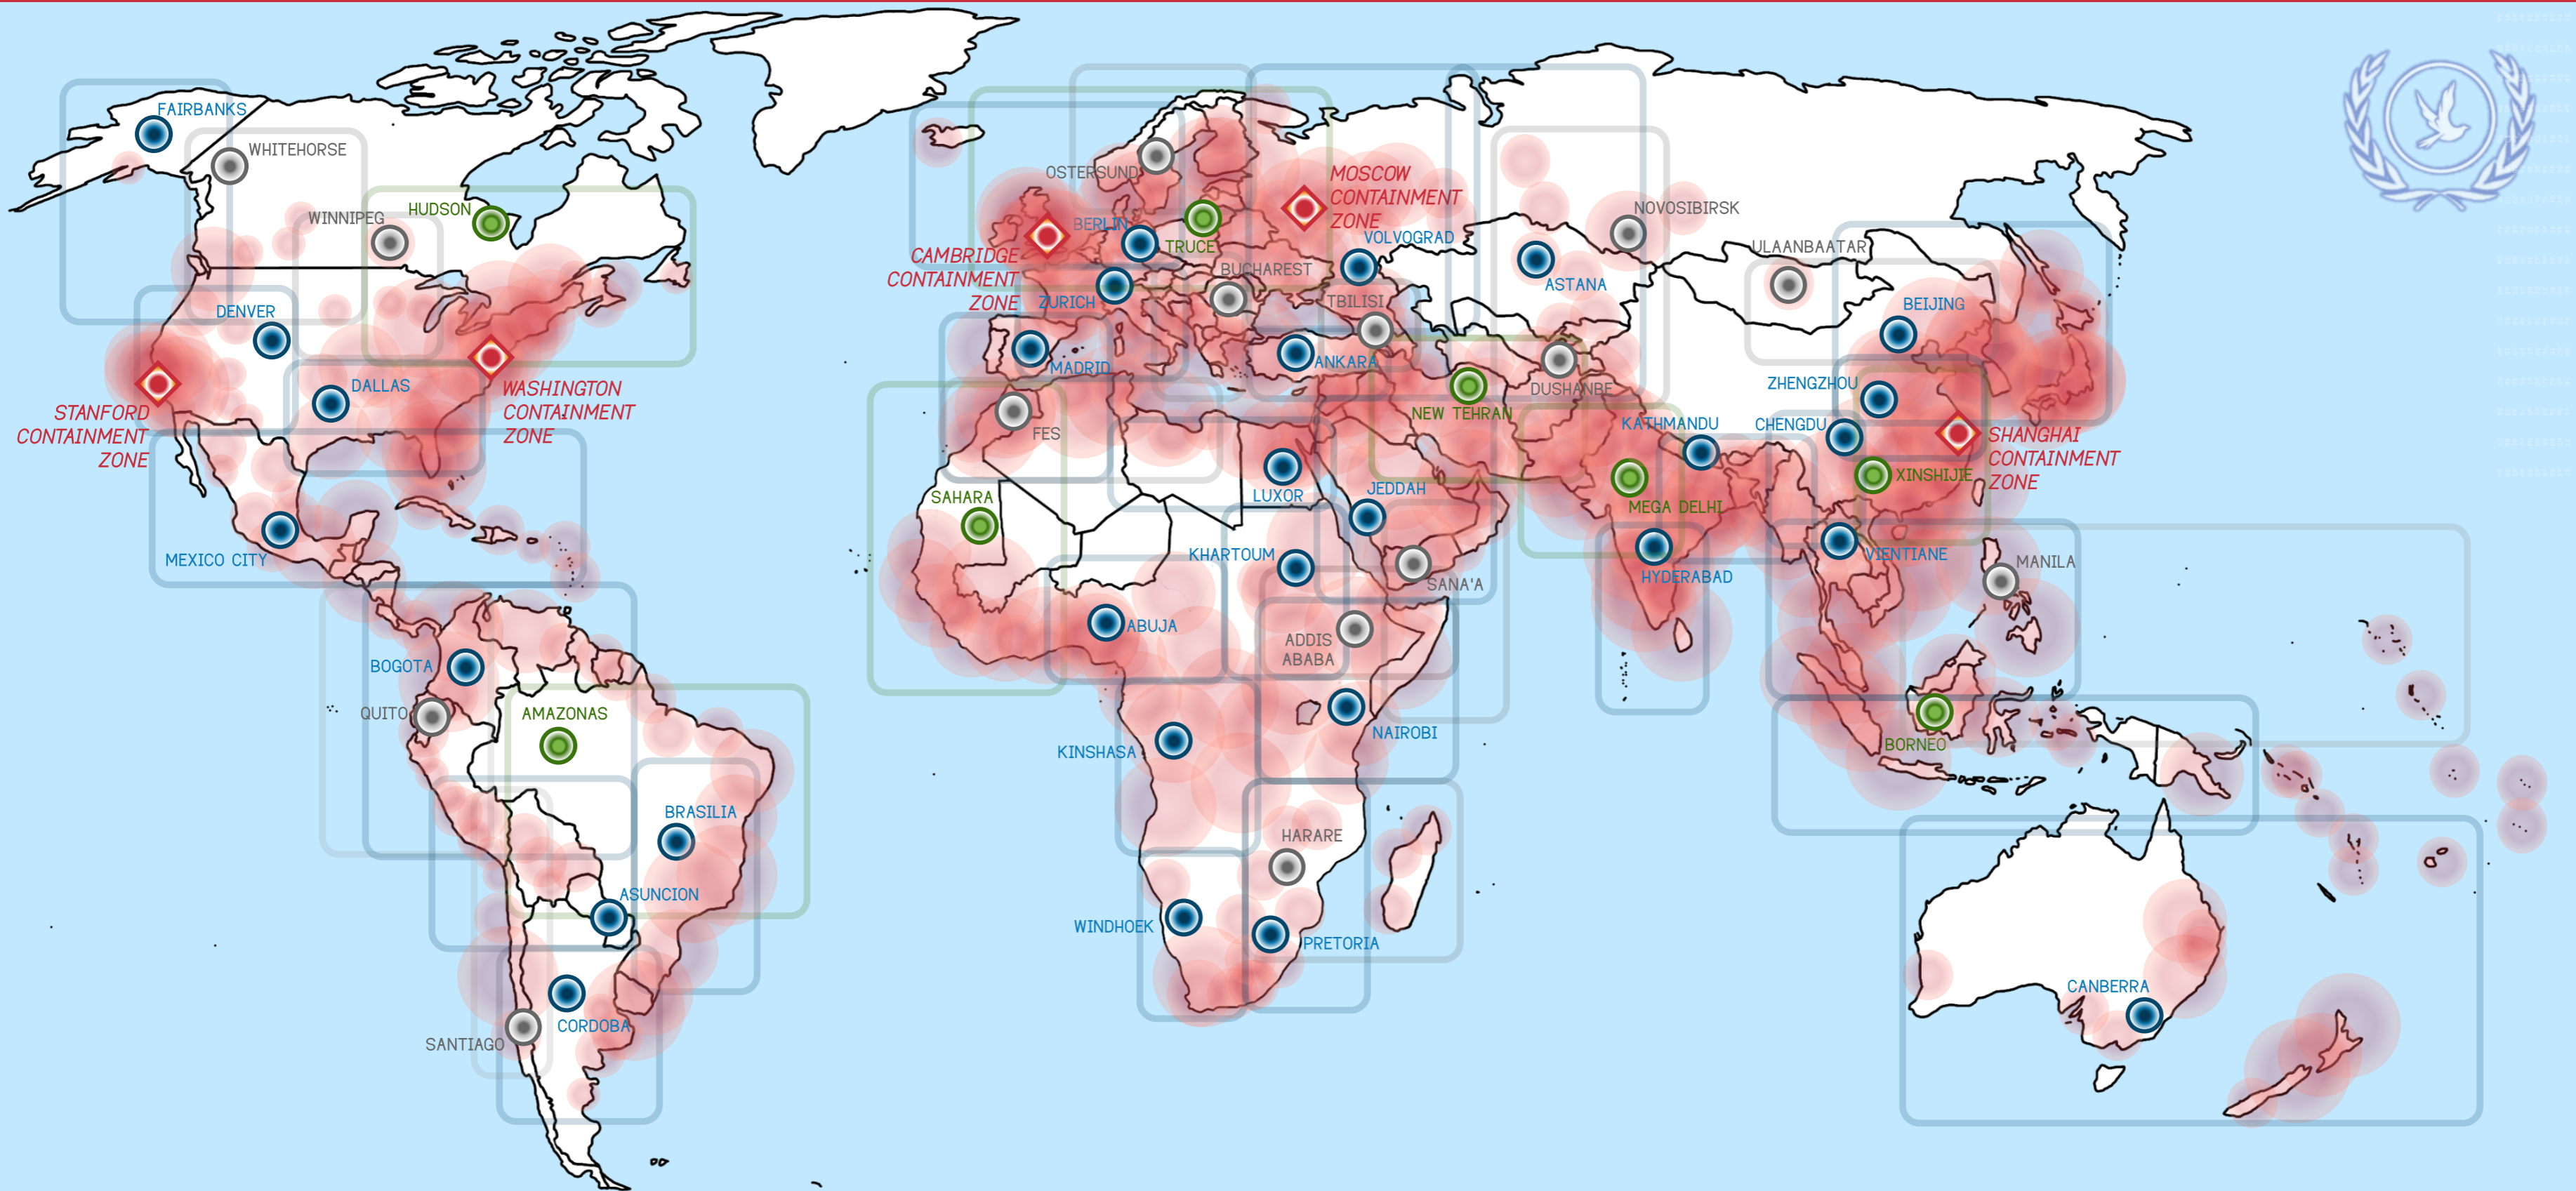 FAIRBANKS
WHITEHORSE
WINNIPEG
HUDSON
DENVER
DALLAS
STANFORD
CONTAINMENT
ZONE
WASHINGTON
CONTAINMENT
ZONE
MEXICO CITY
BOGOTA
QUITO
AMAZONAS
BRASILIA
ASUNCION
CORDOBA
SANTIAGO
OSTERSUND
BERLIN
TRUCE
MOSCOW
CONTAINMENT
ZONE
CAMBRIDGE
CONTAINMENT
ZONE
VOLVOGRAD
BUCHAREST
ZURICH
TBILISI
MADRID
ANKARA
FES
SAHARA
LUXOR
JEDDAH
KHARTOUM
SANA'A
ABUJA
ADDIS
ABABA
KINSHASA
NAIROBI
HARARE
WINDHOEK
PRETORIA
NOVOSIBIRSK
ASTANA
ULAANBAATAR
BEIJING
DUSHANBE
NEW TEHRAN
ZHENGZHOU
KATHMANDU
CHENGDU
SHANGHAI
CONTAINMENT
ZONE
XINSHIJIE
MEGA DELHI
HYDERABAD
VIENTIANE
MANILA
BORNEO
CANBERRA